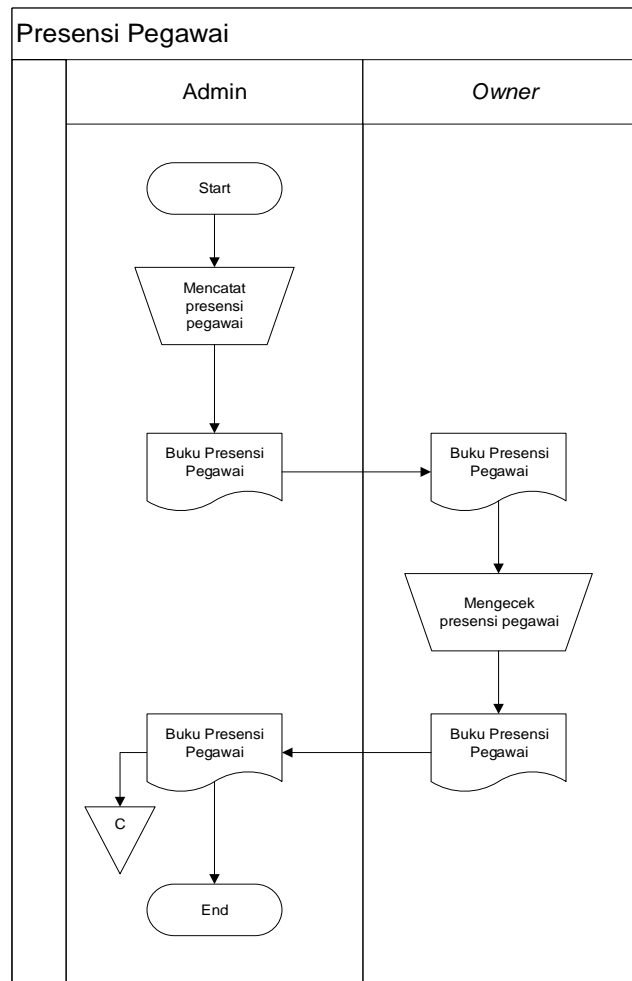 Presensi Pegawai
Admin
Owner
Start
Mencatat
presensi
pegawai
Buku Presensi
Pegawai
Buku Presensi
Pegawai
Mengecek
presensi pegawai
Buku Presensi
Pegawai
Buku Presensi
Pegawai
C
End